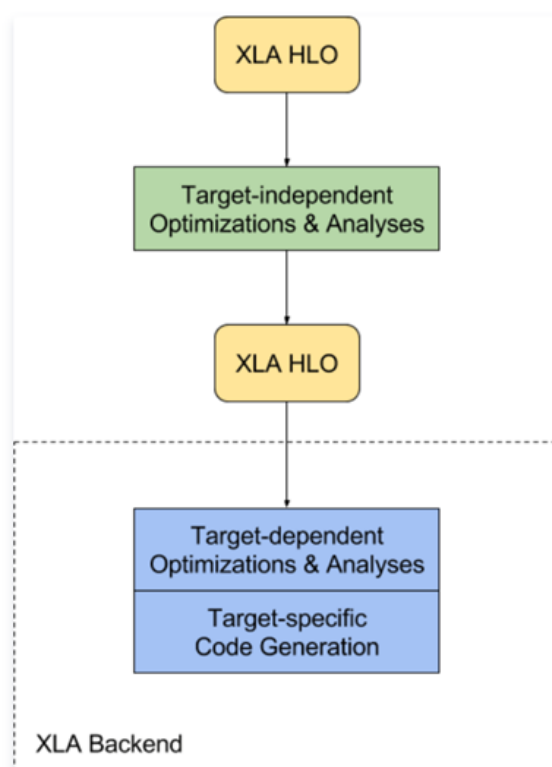 XLA HLO
Target-independent
Optimizations & Analyses
XLA HLO
Target-dependent
Optimizations & Analyses
Target-specific
Code Generation
XLA Backend